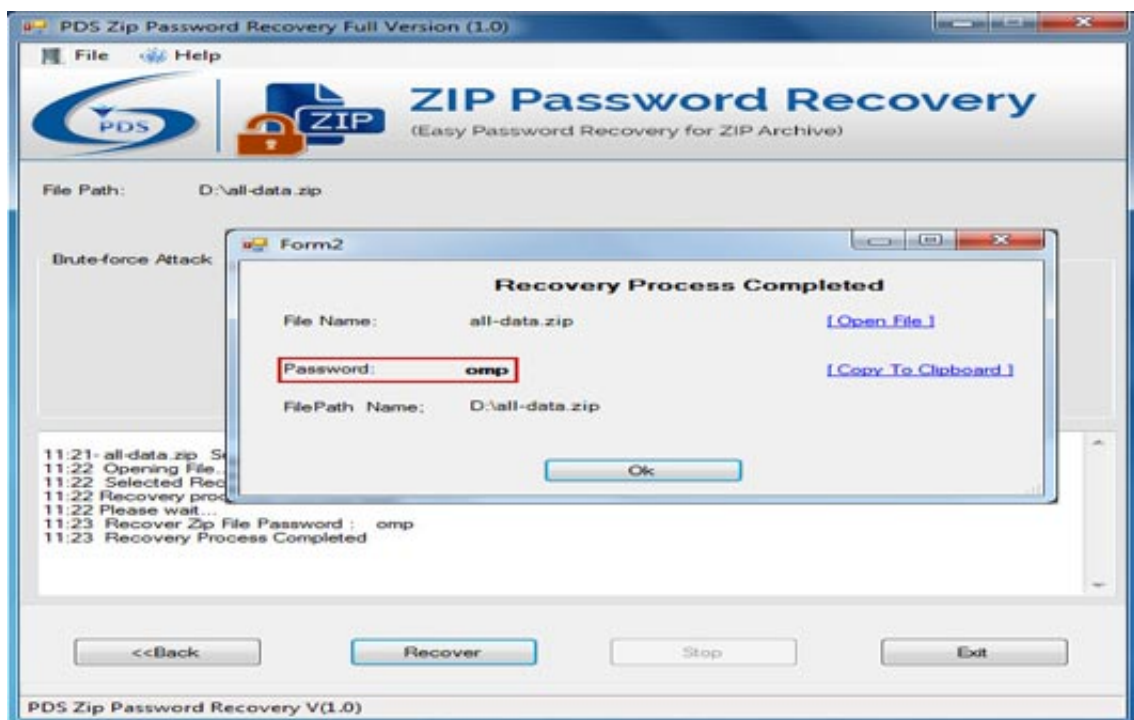 PDS Zip Password Recovery Full Version (1.0)
File Help
PDS
ZIP
ZIP Password Recovery
(Easy Password Recovery for ZIP Archive)
File Path: D:\all-data.zip
Brute-force Attack
Form2
Recovery Process Completed
File Name: all-data.zip [ Open File ]
Password: omp [ Copy To Clipboard ]
FilePath Name: D:\all-data.zip
Ok
11:21- all-data.zip
11:22 Opening File..
11:22 Selected
11:22 Recovery
11:22 Please wait...
11:23 Recover Zip File Password : omp
11:23 Recovery Process Completed
<<Back Recover Stop Exit
PDS Zip Password Recovery V(1.0)